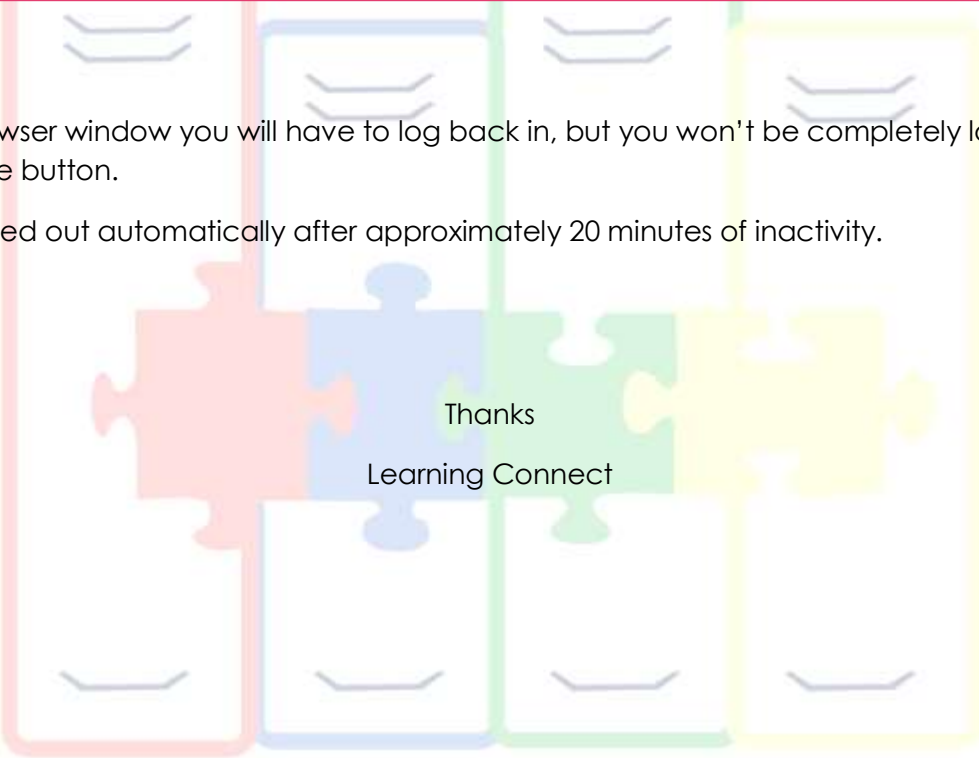 wser window you will have to log back in, but you won't be completely l
e button.
ed out automatically after approximately 20 minutes of inactivity.
Thanks
Learning Connect